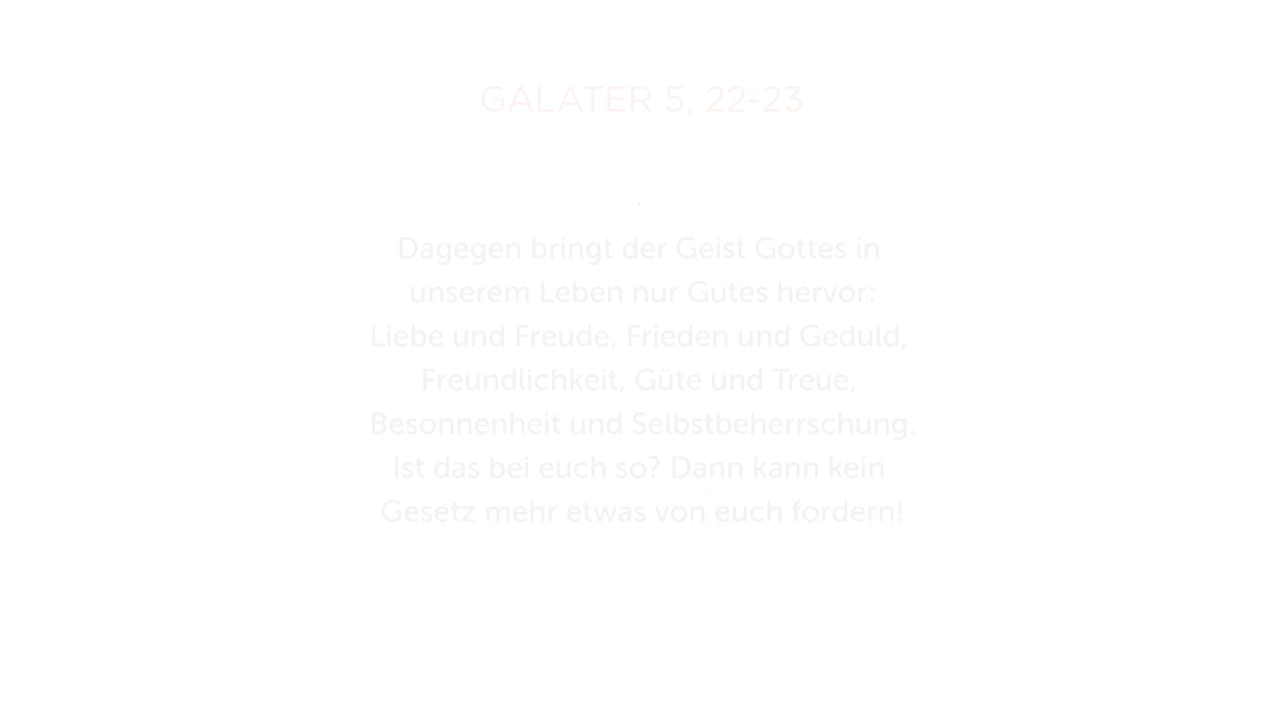 GALATER 5, 22-23
Dagegen bringt der Geist Gottes in
unserem Leben nur Gutes hervor:
Liebe und Freude, Frieden und Geduld,
Freundlichkeit, Güte und Treue,
Besonnenheit und Selbstbeherrschung.
Ist das bei euch so? Dann kann kein
Gesetz mehr etwas von euch fordern!